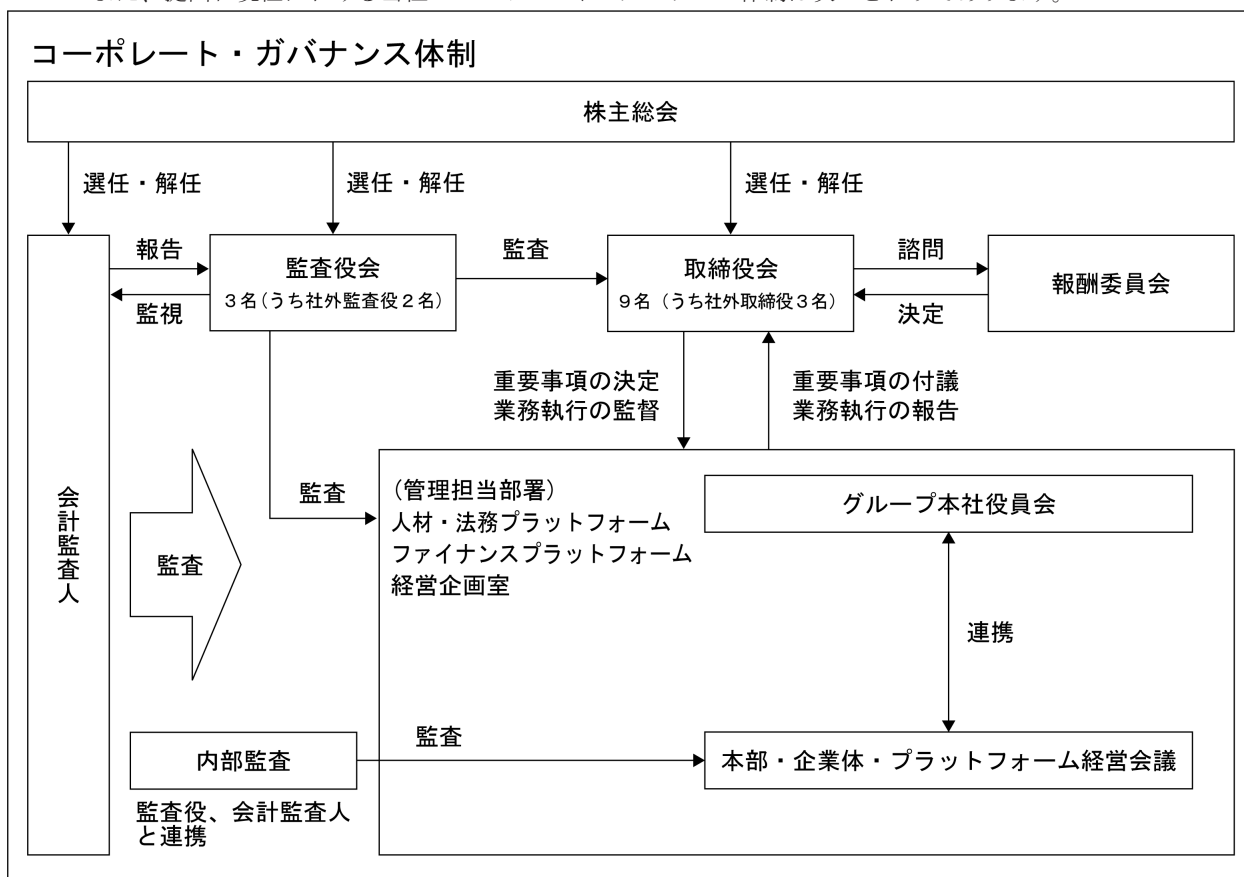 コーポレート・ガバナンス体制
株主総会
選任・解任
選任・解任
選任・解任
報告
監視
監査役会
3名(うち社外監査役2名)
監査
取締役会
9名(うち社外取締役3名)
諮問
決定
報酬委員会
重要事項の決定
業務執行の監督
重要事項の付議
業務執行の報告
会計監査人
監査
監査
(管理担当部署)
人材・法務プラットフォーム
ファイナンスプラットフォーム
経営企画室
グループ本社役員会
連携
内部監査
監査
本部・企業体・プラットフォーム経営会議
監査役、会計監査人
と連携